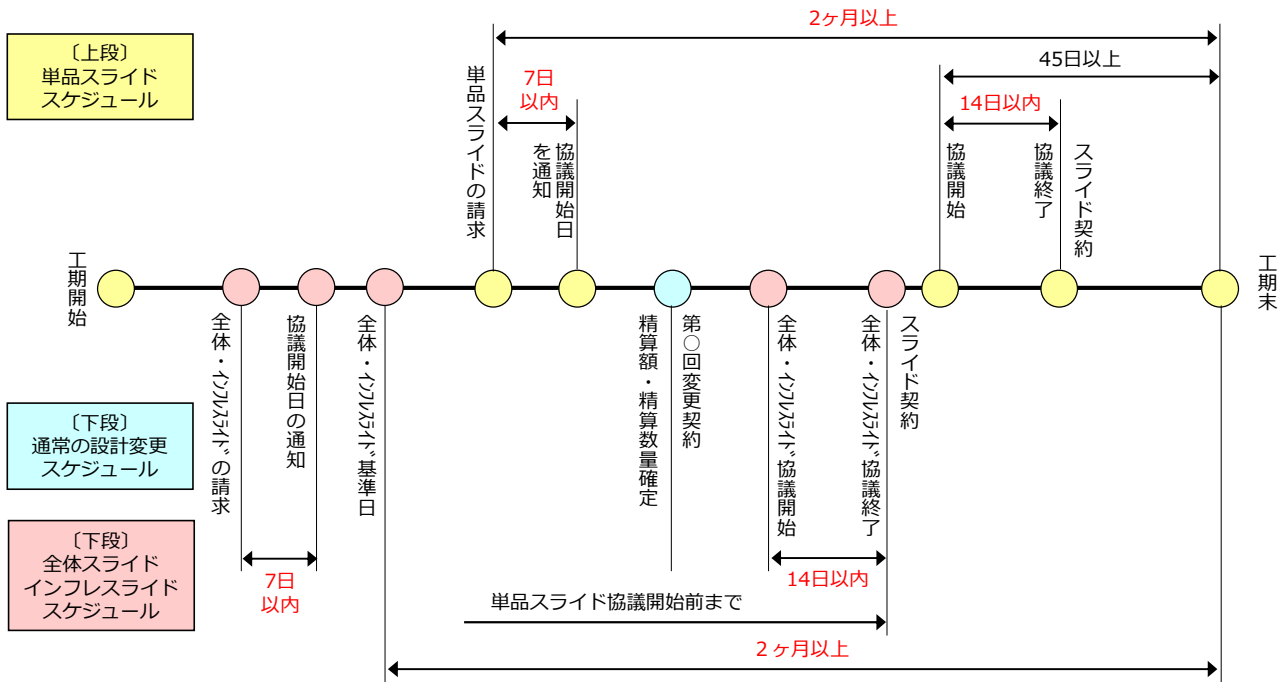 2ヶ月以上
〔上段〕
単品スライド
スケジュール
45日以上
7日
以内
14日以内
単品スライドの請求
協議開始日
を通知
協議開始
協議終了
スライド契約
工期開始
工期末
全体・インフレスライドの請求
協議開始日の通知
全体・インフレスライド基準日
第○回変更契約
精算額・精算数量確定
全体・インフレスライド協議開始
スライド契約
全体・インフレスライド協議終了
〔下段〕
通常の設計変更
スケジュール
〔下段〕
全体スライド
インフレスライド
スケジュール
7日
以内
14日以内
単品スライド協議開始前まで
２ヶ月以上